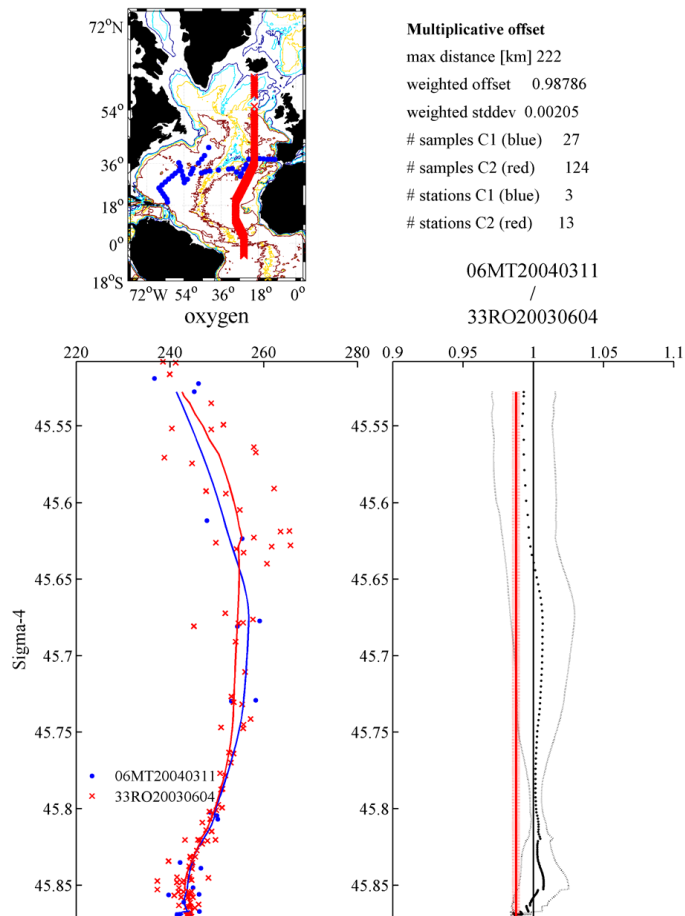 72°N
54°
36°
18°
0°
18°S
72°W 54° 36° 18° 0°
oxygen
Multiplicative offset
max distance [km] 222
weighted offset 0.98786
weighted stddev 0.00205
# samples C1 (blue) 27
# samples C2 (red) 124
# stations C1 (blue) 3
# stations C2 (red) 13
06MT20040311
/
33RO20030604
220 240 260 280
0.9 0.95 1 1.05 1.1
45.55
45.6
45.65
45.7
45.75
45.8
45.85
Sigma-4
06MT20040311
33RO20030604
45.55
45.6
45.65
45.7
45.75
45.8
45.85